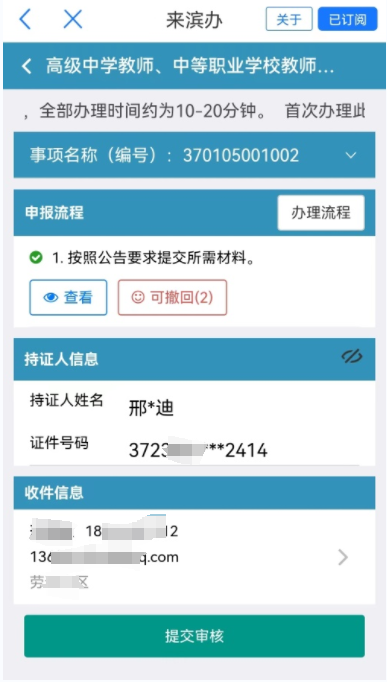 来滨办
关于
已订阅
高级中学教师、中等职业学校教师...
，全部办理时间约为10-20分钟。 首次办理此
事项名称（编号）：370105001002
申报流程
办理流程
1. 按照公告要求提交所需材料。
查看
可撤回(2)
持证人信息
持证人姓名
邢*迪
证件号码
3723 ***2414
收件信息
、18 12
136 q.com
劳 区
提交审核